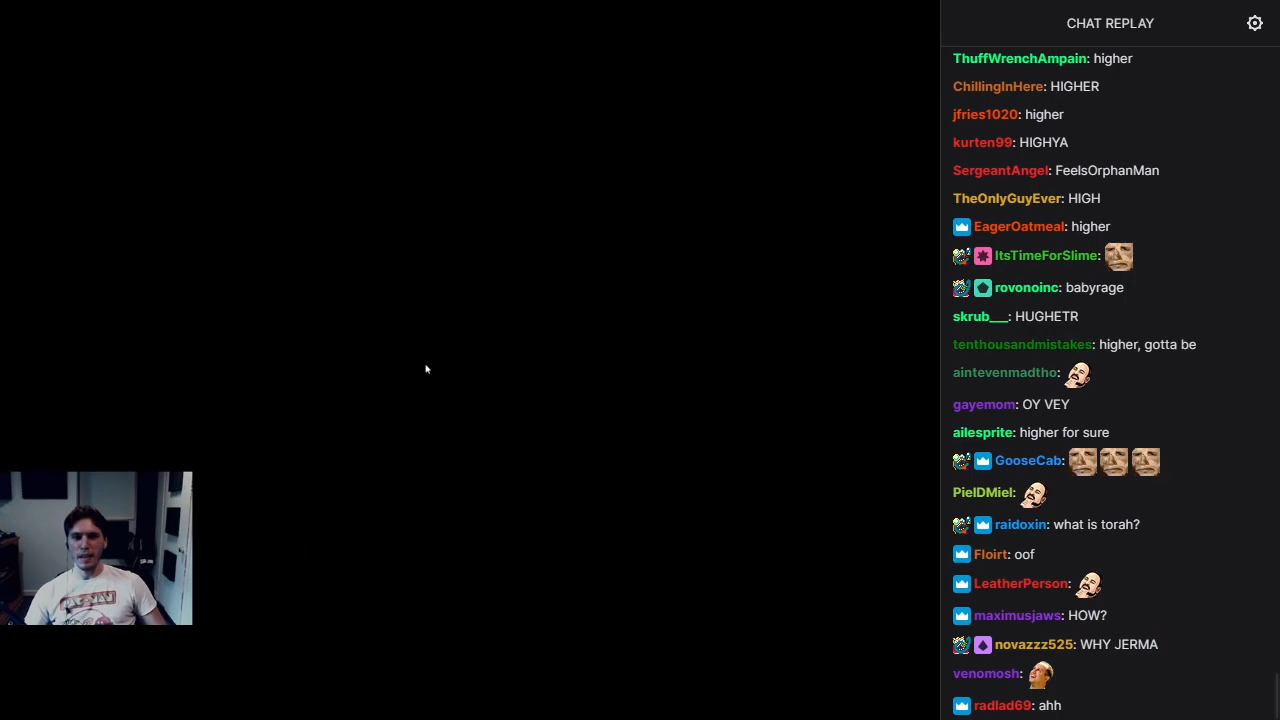 CHAT REPLAY
ThuffWrenchAmpain: higher
ChillingInHere: HIGHER
jfries1020: higher
kurten99: HIGHYA
SergeantAngel: FeelsOrphanMan
TheOnlyGuyEver: HIGH
EagerOatmeal: higher
ItsTimeForSlime:
rovonoinc: babyrage
skrub___: HUGHETR
tenthousandmistakes: higher, gotta be
aintevenmadtho:
gayemom: OY VEY
ailesprite: higher for sure
GooseCab:
PielDMiel:
raidoxin: what is torah?
Floirt: oof
LeatherPerson:
maximusjaws: HOW?
novazzz525: WHY JERMA
venomosh:
radlad69: ahh